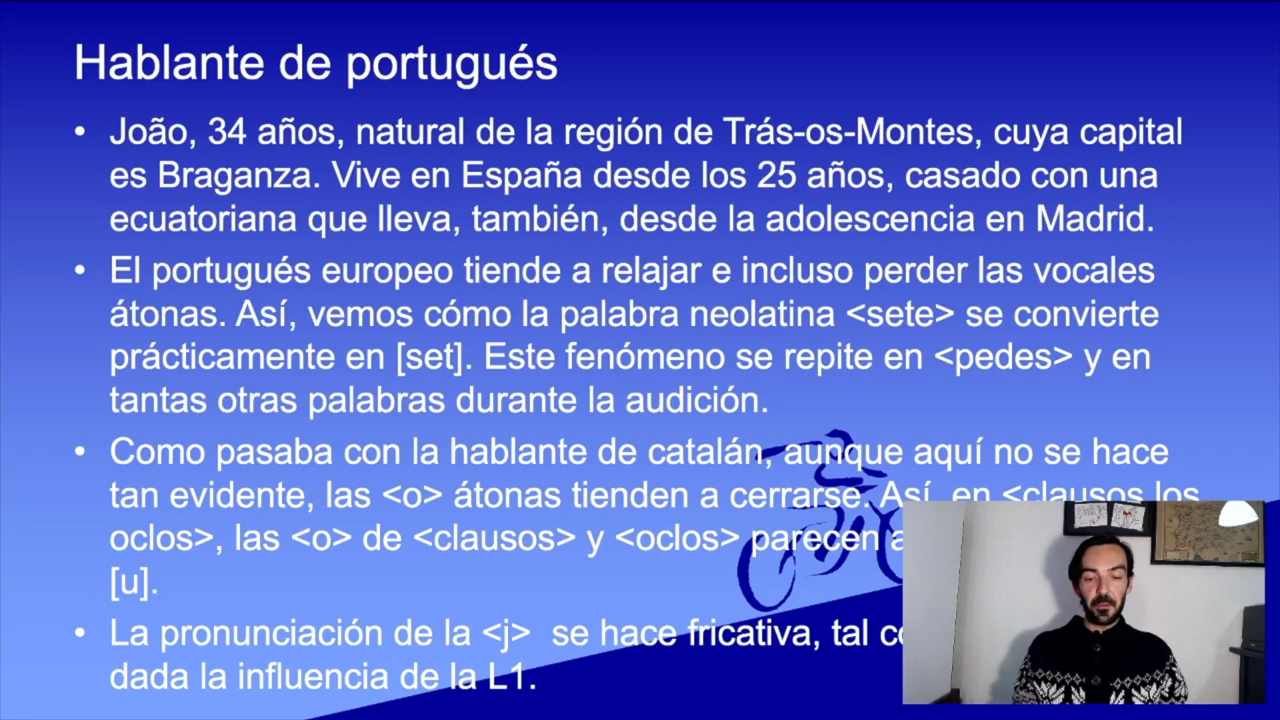 Hablante de portugués
• João, 34 años, natural de la región de Trás-os-Montes, cuya capital
es Braganza. Vive en España desde los 25 años, casado con una
ecuatoriana que lleva, también, desde la adolescencia en Madrid.
• El portugués europeo tiende a relajar e incluso perder las vocales
átonas. Así, vemos cómo la palabra neolatina <sete> se convierte
prácticamente en [set]. Este fenómeno se repite en <pedes> y en
tantas otras palabras durante la audición.
• Como pasaba con la hablante de catalán, aunque aquí no se hace
tan evidente, las <o> átonas tienden a cerrarse. Así, en <clausos los
oclos>, las <o> de <clausos> y <oclos> parecen
[u].
• La pronunciación de la <j> se hace fricativa, tal
dada la influencia de la L1.